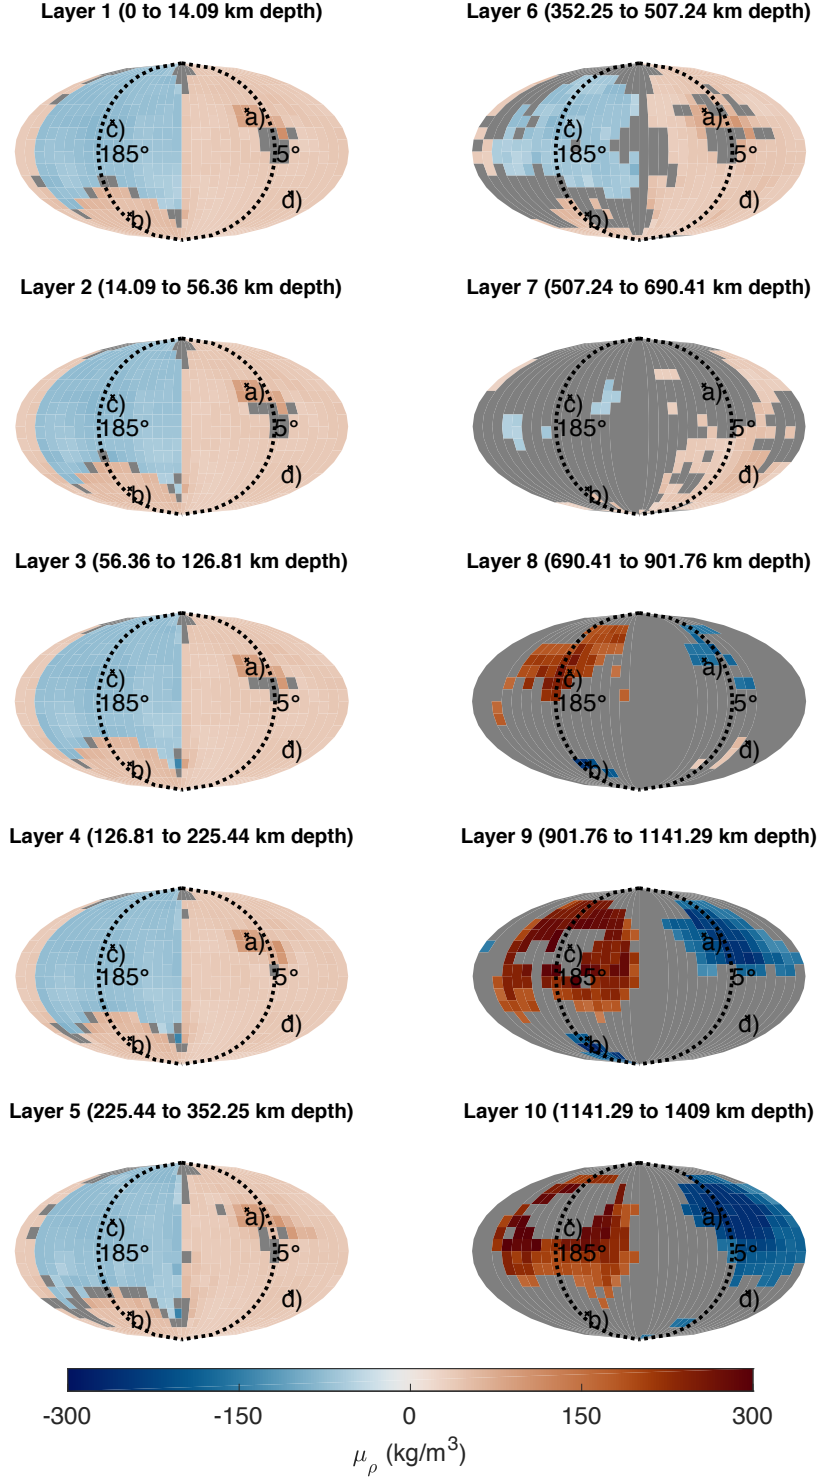 Layer 1 (0 to 14.09 km depth)
Layer 6 (352.25 to 507.24 km depth)
a)
c)
185°
5°
d)
b)
a)
c)
185°
5°
d)
b)
Layer 2 (14.09 to 56.36 km depth)
Layer 7 (507.24 to 690.41 km depth)
a)
c)
185°
5°
d)
b)
a)
c)
185°
5°
d)
b)
Layer 3 (56.36 to 126.81 km depth)
Layer 8 (690.41 to 901.76 km depth)
a)
c)
185°
5°
d)
b)
a)
c)
185°
5°
d)
b)
Layer 4 (126.81 to 225.44 km depth)
Layer 9 (901.76 to 1141.29 km depth)
a)
c)
185°
5°
d)
b)
a)
c)
185°
5°
d)
b)
Layer 5 (225.44 to 352.25 km depth)
Layer 10 (1141.29 to 1409 km depth)
a)
c)
185°
5°
d)
b)
a)
c)
185°
5°
d)
b)
-300 -150 0 150 300
μρ (kg/m³)